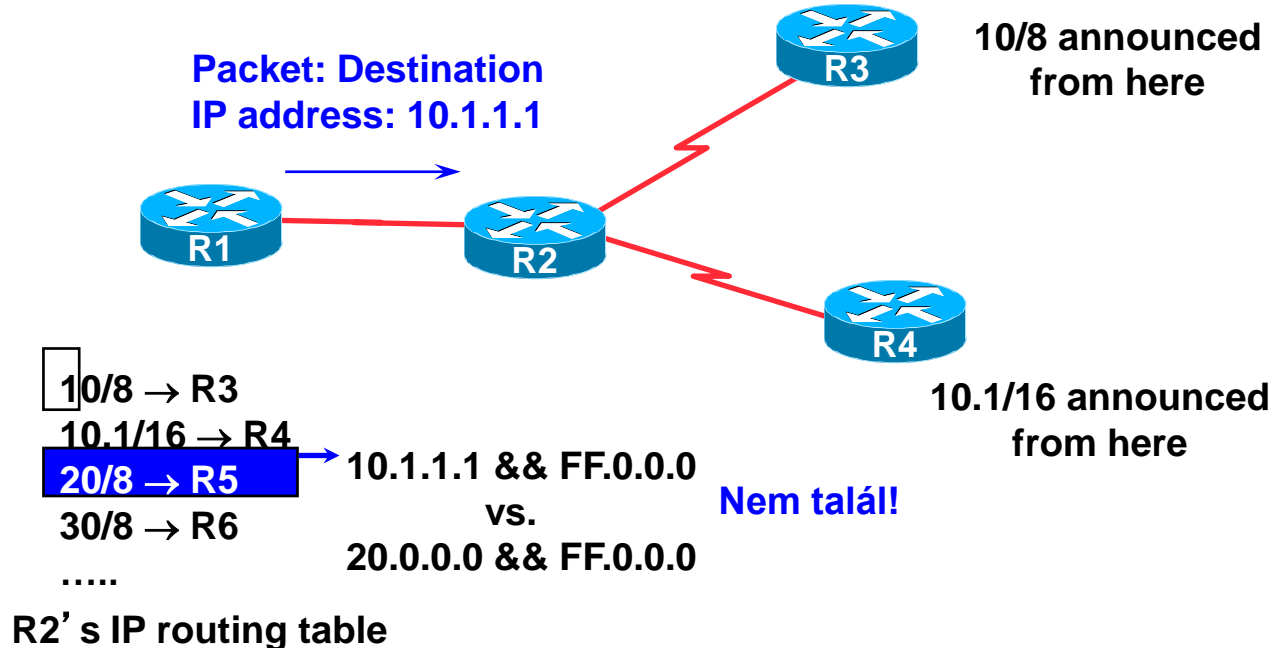 Packet: Destination
IP address: 10.1.1.1
R3
10/8 announced
from here
R1
R2
R4
10.1/16 announced
from here
10/8 → R3
10.1/16 → R4
20/8 → R5
30/8 → R6
…..
R2’s IP routing table
10.1.1.1 && FF.0.0.0
vs.
20.0.0.0 && FF.0.0.0
Nem talál!